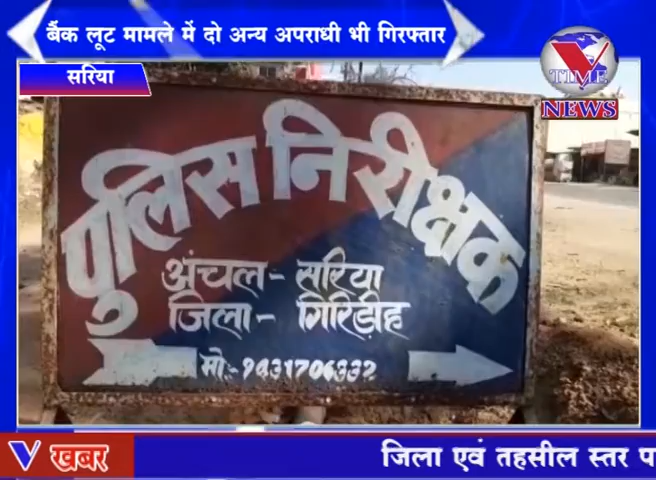 बैंक लूट मामले में दो अन्य अपराधी भी गिरफ्तार
सरिया
V
TIME
NEWS
पुलिस निरीक्षक
अंचल - सरिया
जिला - गिरिडीह
मो:- 9431706332
V खबर
जिला एवं तहसील स्तर प